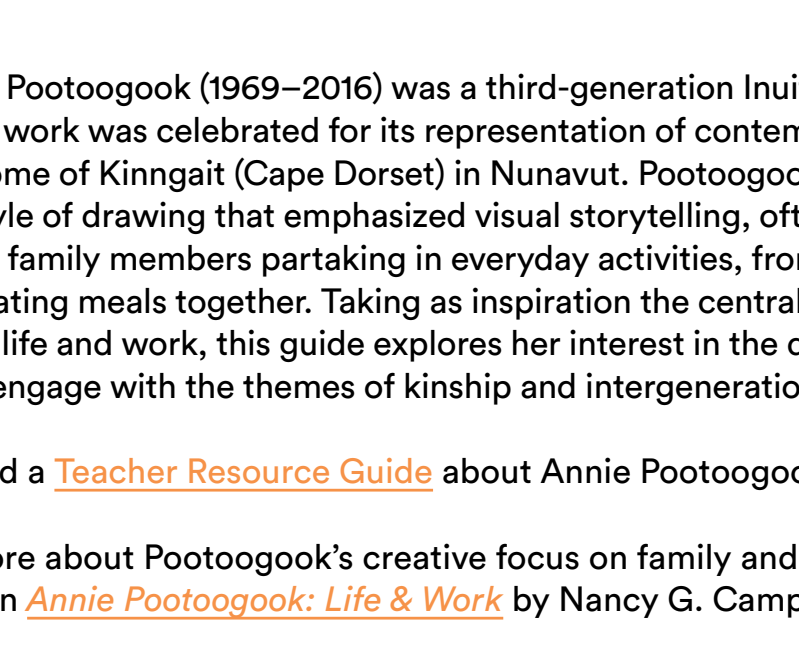 Pootoogook (1969–2016) was a third-generation Inui
work was celebrated for its representation of contem
ome of Kinngait (Cape Dorset) in Nunavut. Pootoogoo
yle of drawing that emphasized visual storytelling, oft
family members partaking in everyday activities, from
ating meals together. Taking as inspiration the central
life and work, this guide explores her interest in the
engage with the themes of kinship and intergeneratio
d a Teacher Resource Guide about Annie Pootoogoo
ore about Pootoogook’s creative focus on family and
n Annie Pootoogook: Life & Work by Nancy G. Camp